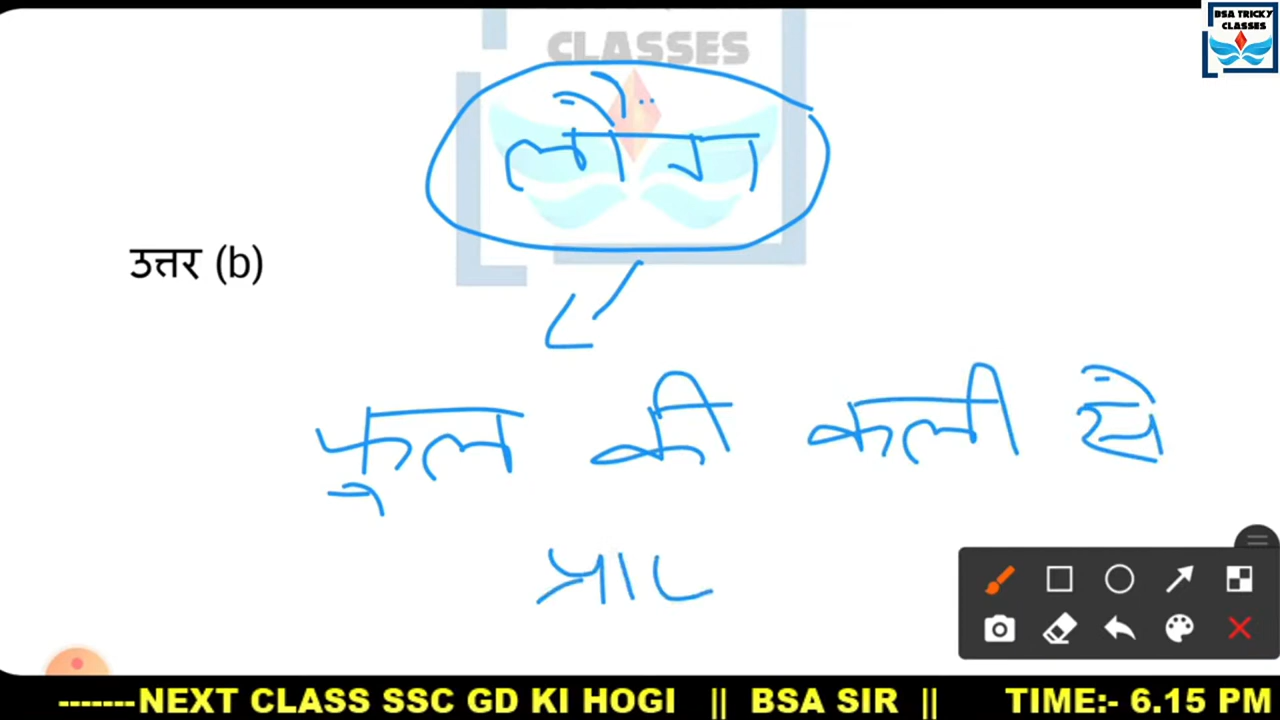 BSA TRICKY
CLASSES
CLASSES
लौंग
उत्तर (b)
फूल की कली से
प्रा
-------NEXT CLASS SSC GD KI HOGI || BSA SIR || TIME:- 6.15 PM